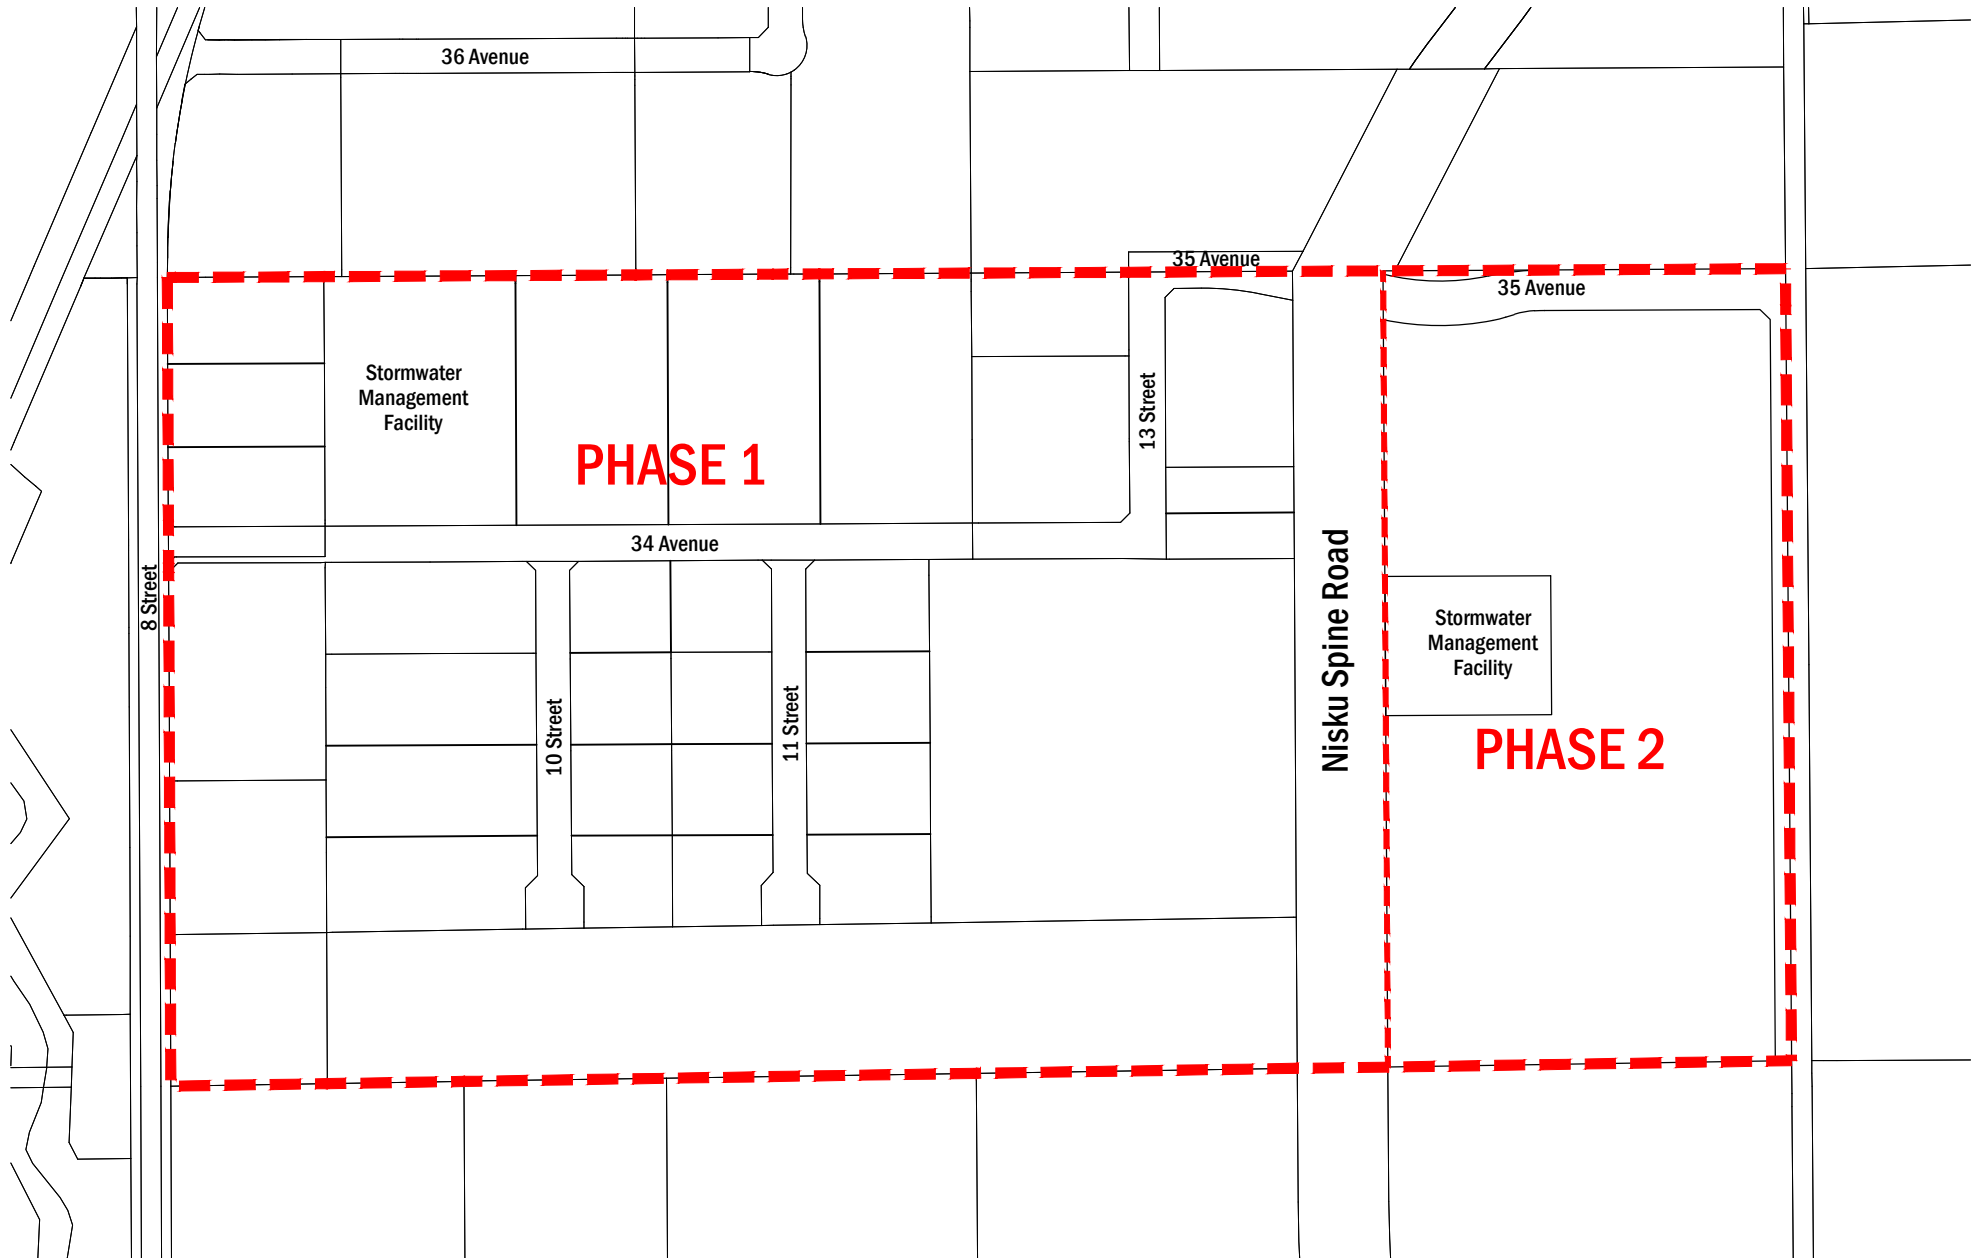 36 Avenue
35 Avenue
35 Avenue
Stormwater
Management
Facility
13 Street
PHASE 1
34 Avenue
8 Street
Nisku Spine Road
Stormwater
Management
Facility
10 Street
11 Street
PHASE 2